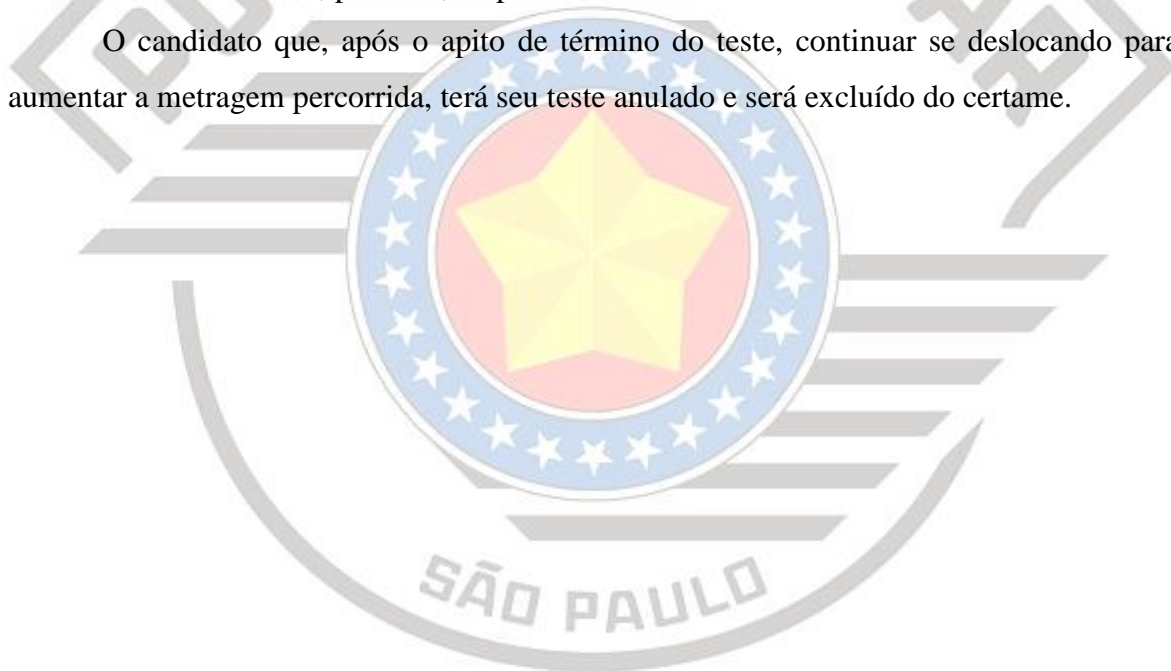 O candidato que, após o apito de término do teste, continuar se deslocando para
aumentar a metragem percorrida, terá seu teste anulado e será excluído do certame.
SÃO PAULO